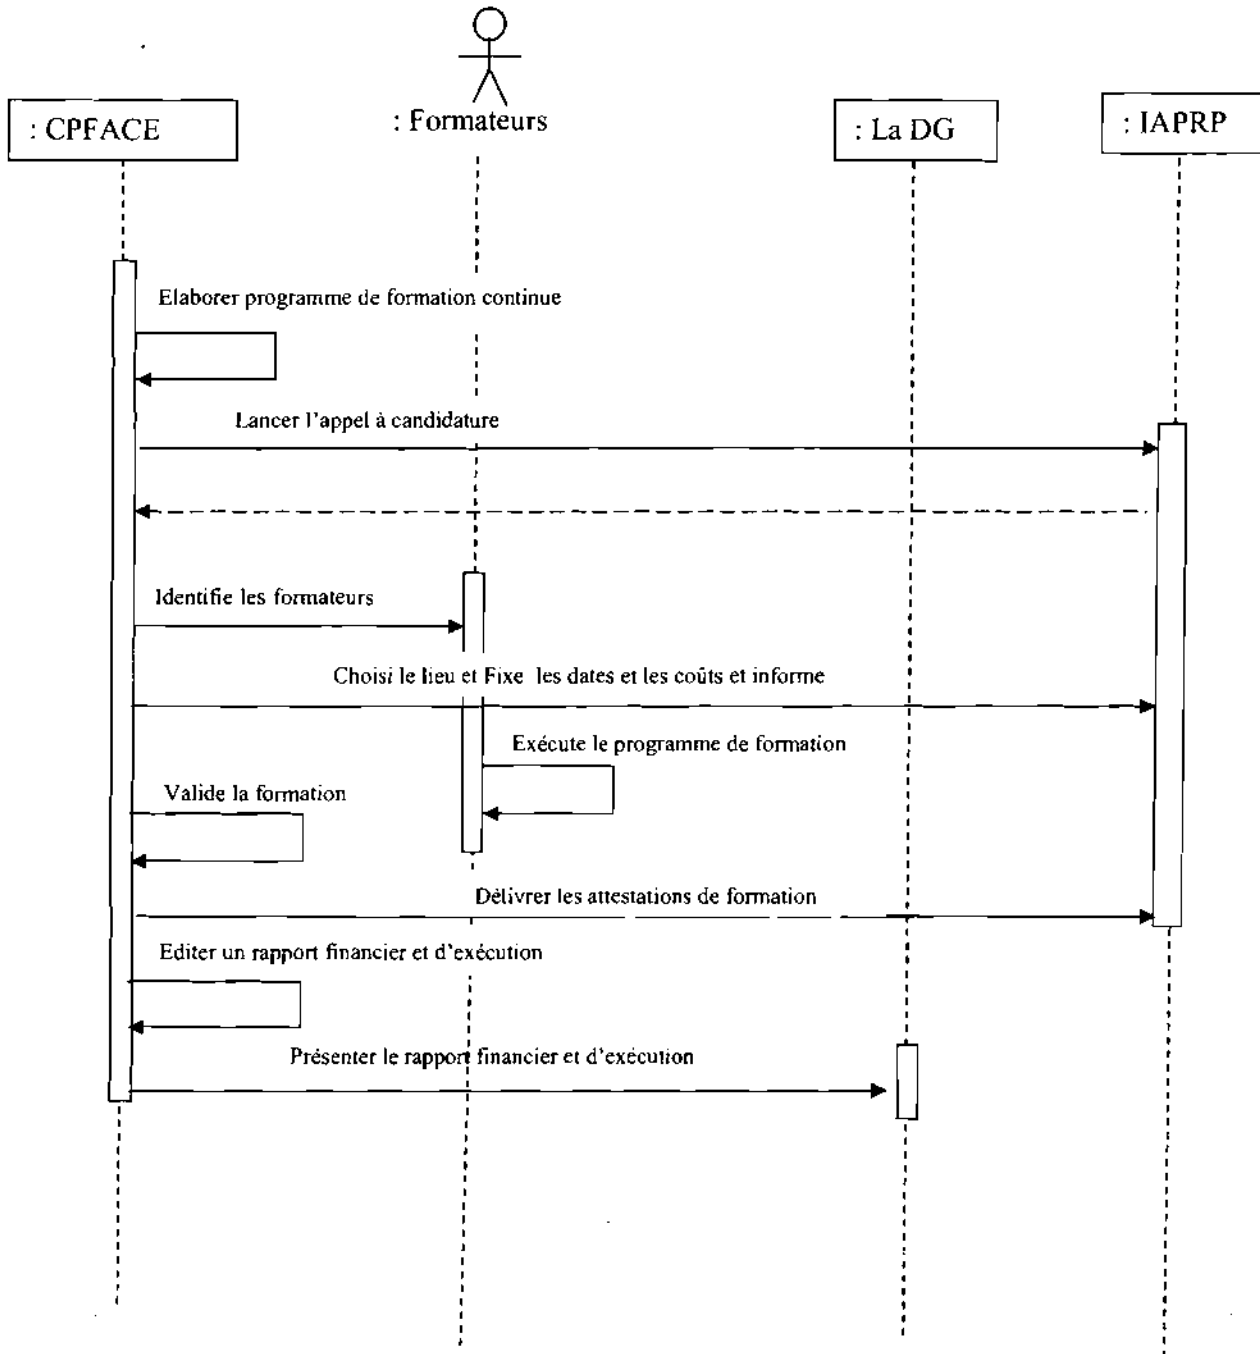 : CPFACE
: Formateurs
: La DG
: IAPRP
Elaborer programme de formation continue
Lancer l'appel à candidature
Identifie les formateurs
Choisi le lieu et Fixe les dates et les coûts et informe
Exécute le programme de formation
Valide la formation
Délivrer les attestations de formation
Editer un rapport financier et d'exécution
Présenter le rapport financier et d'exécution